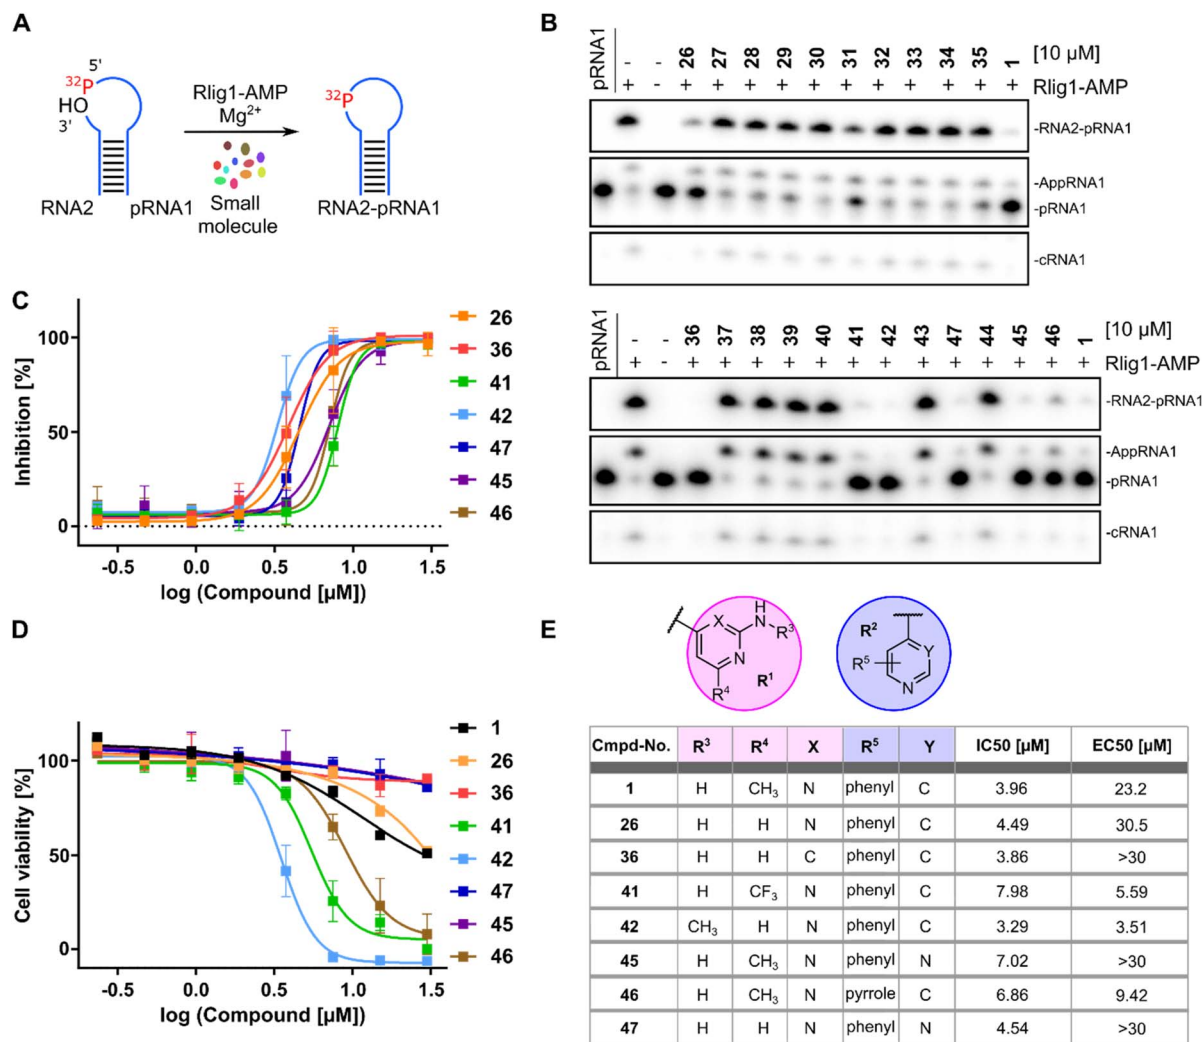 A
5'
32P
HO
3'
RNA2 pRNA1
Rlig1-AMP
Mg2+
Small
molecule
32P
RNA2-pRNA1
B
pRNA1 - - 26 27 28 29 30 31 32 33 34 35 1 [10 µM]
+ - + + + + + + + + + + + Rlig1-AMP
-RNA2-pRNA1
-AppRNA1
-pRNA1
-cRNA1
pRNA1 - - 36 37 38 39 40 41 42 43 47 44 45 46 1 [10 µM]
+ - + + + + + + + + + + + + + Rlig1-AMP
-RNA2-pRNA1
-AppRNA1
-pRNA1
-cRNA1
C
Inhibition [%]
100
50
0
-0.5 0.0 0.5 1.0 1.5
log (Compound [µM])
26
36
41
42
47
45
46
D
Cell viability [%]
100
50
0
-0.5 0.0 0.5 1.0 1.5
log (Compound [µM])
1
26
36
41
42
47
45
46
E
X
H
N
R3
N
R4
R1
R2
R5
Y
N
Cmpd-No. R3 R4 X R5 Y IC50 [µM] EC50 [µM]
1 H CH3 N phenyl C 3.96 23.2
26 H H N phenyl C 4.49 30.5
36 H H C phenyl C 3.86 >30
41 H CF3 N phenyl C 7.98 5.59
42 CH3 H N phenyl C 3.29 3.51
45 H CH3 N phenyl N 7.02 >30
46 H CH3 N pyrrole C 6.86 9.42
47 H H N phenyl N 4.54 >30